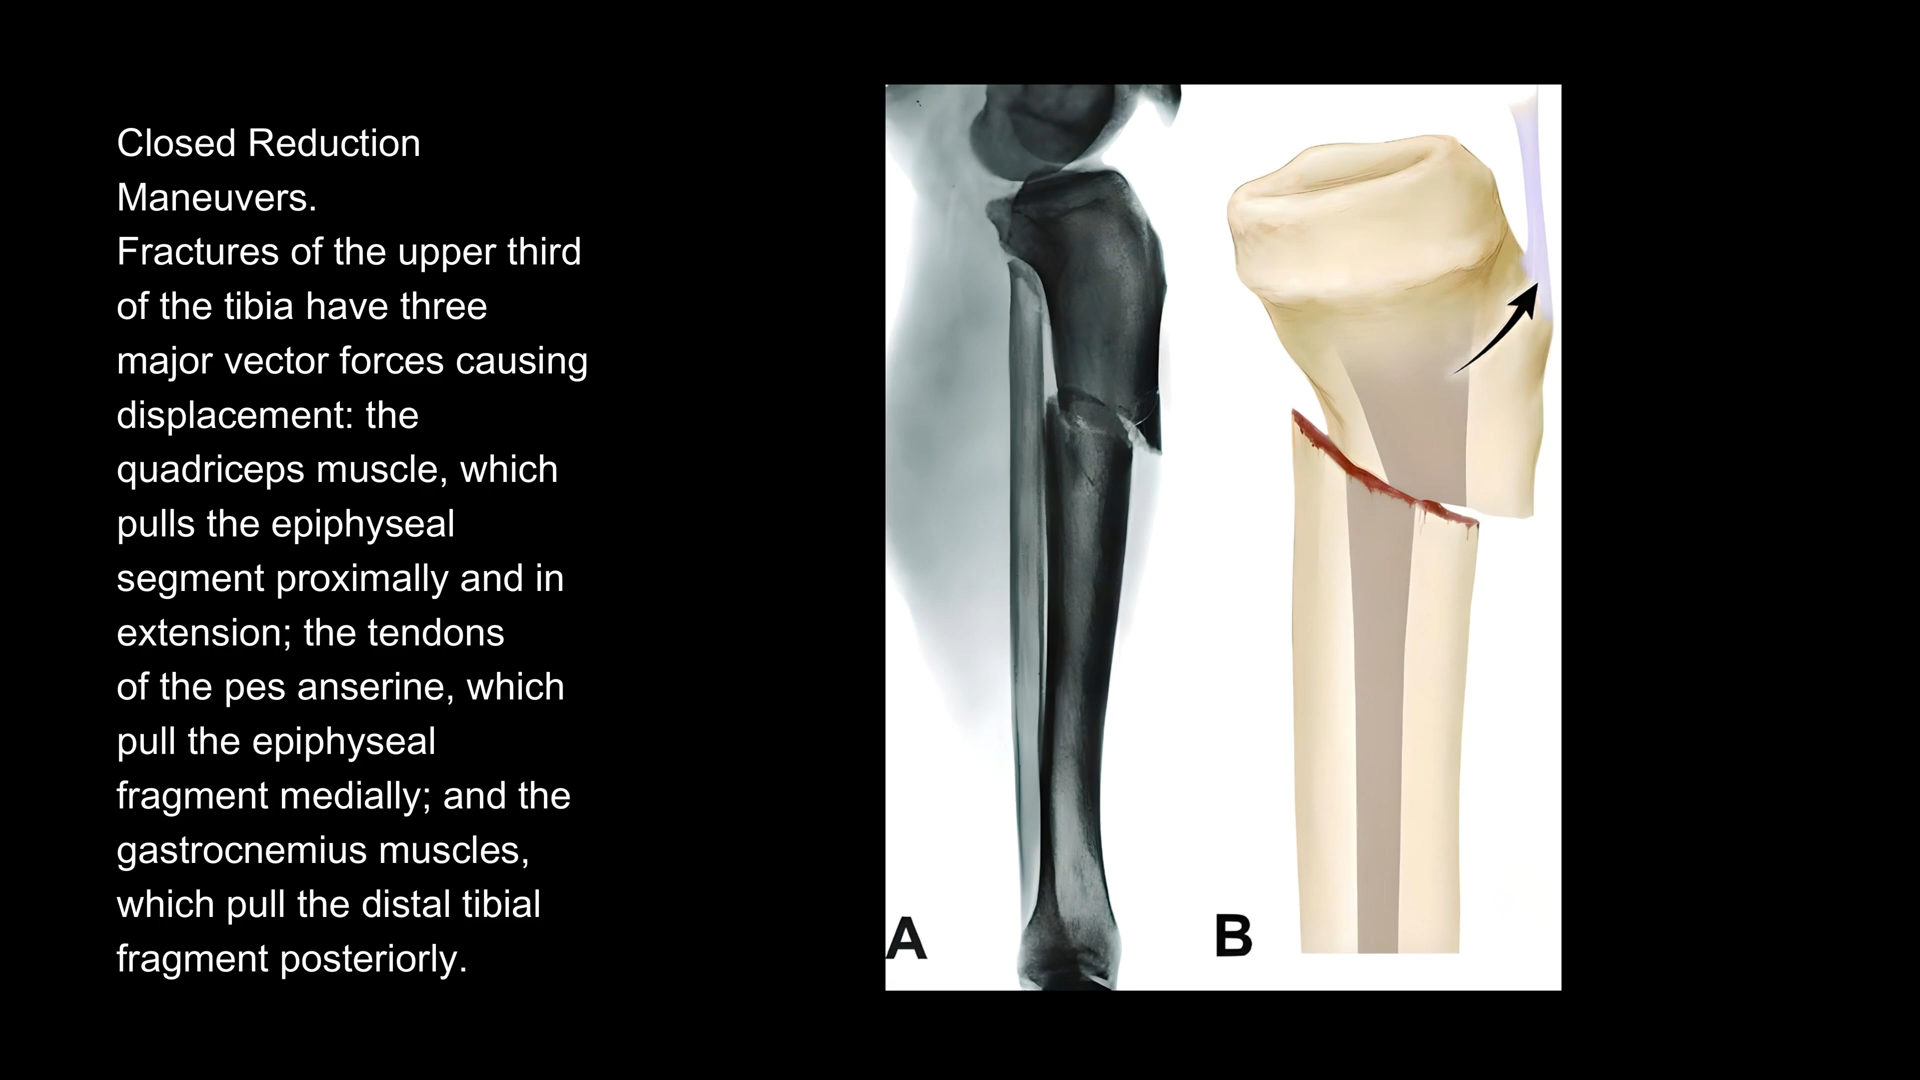 Closed Reduction
Maneuvers.
Fractures of the upper third
of the tibia have three
major vector forces causing
displacement: the
quadriceps muscle, which
pulls the epiphyseal
segment proximally and in
extension; the tendons
of the pes anserine, which
pull the epiphyseal
fragment medially; and the
gastrocnemius muscles,
which pull the distal tibial
fragment posteriorly.
A
B